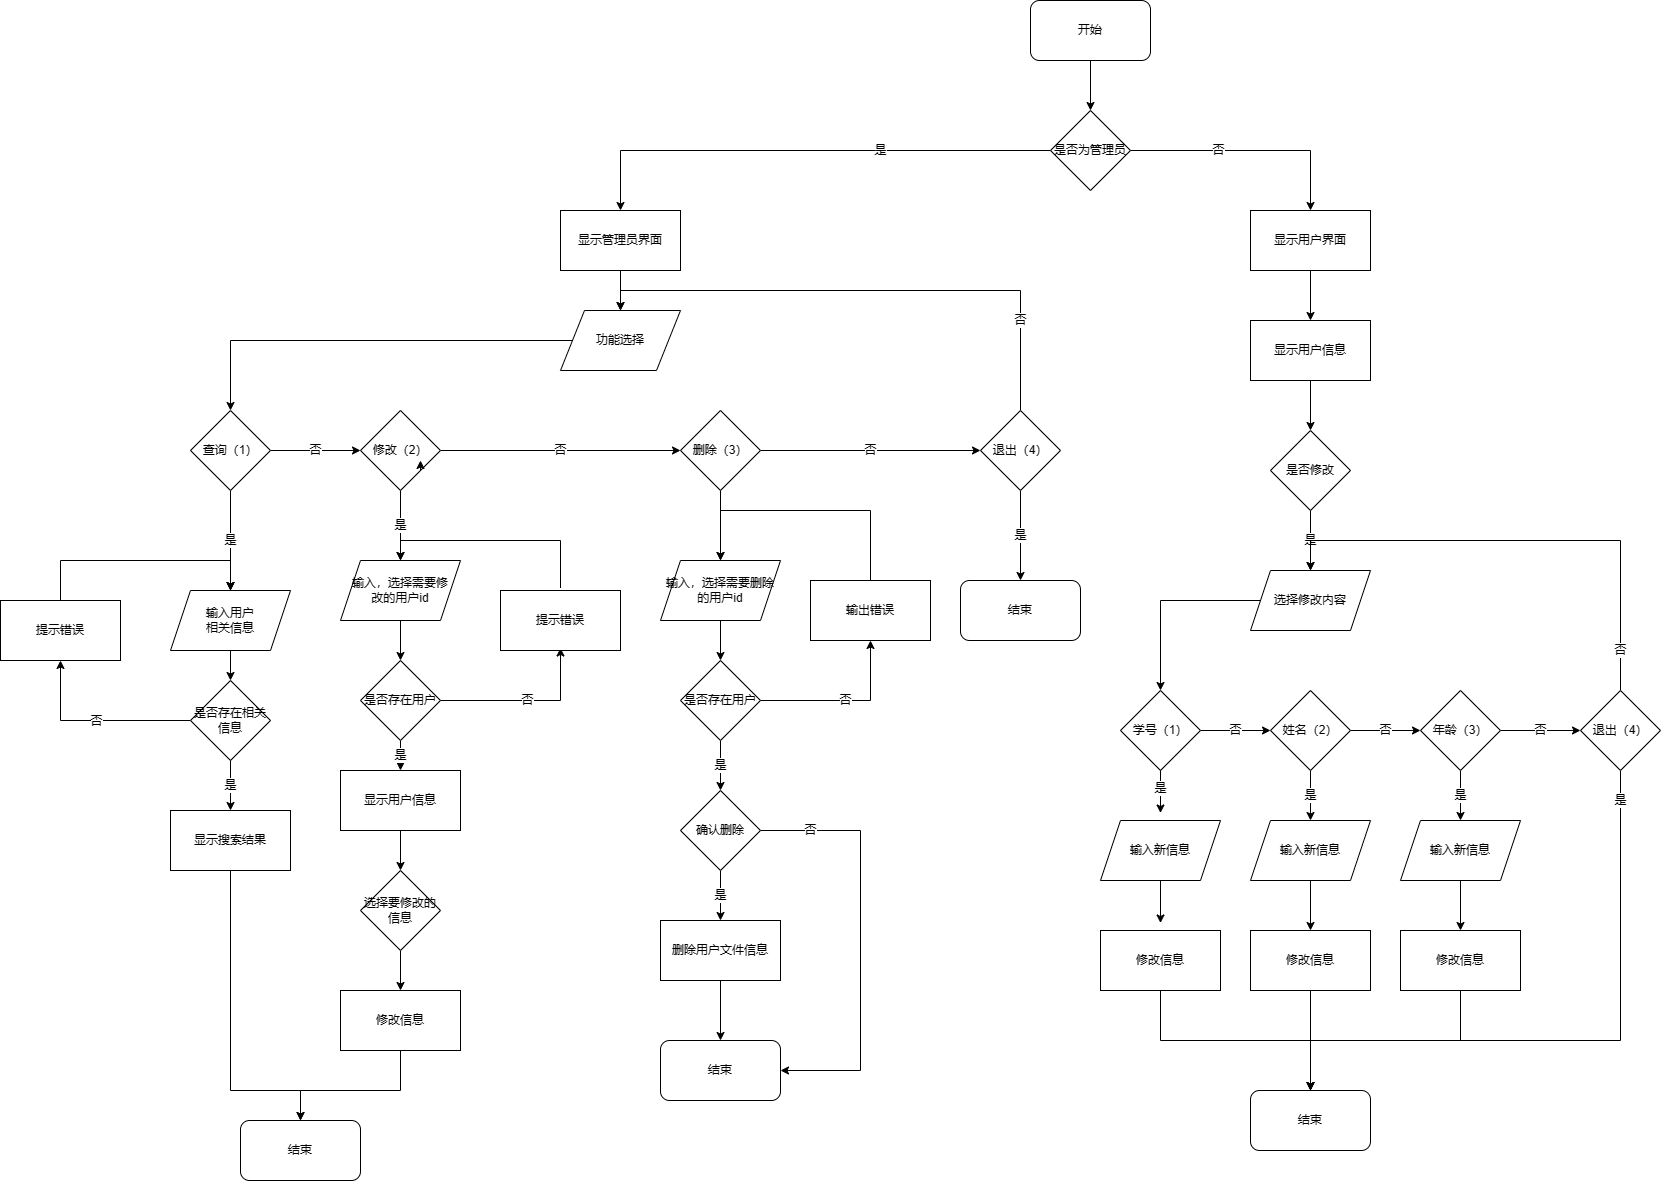 开始
是否为管理员
是
否
显示管理员界面
显示用户界面
否
功能选择
显示用户信息
查询（1）
否
修改（2）
否
删除（3）
否
退出（4）
是否修改
是
是
是
是
输入，选择需要修
改的用户id
输入，选择需要删除
的用户id
选择修改内容
提示错误
输入用户
相关信息
提示错误
输出错误
结束
否
是否存在相关
信息
否
是否存在用户
否
是否存在用户
否
学号（1）
否
姓名（2）
否
年龄（3）
否
退出（4）
是
是
是
是
是
是
是
显示搜索结果
显示用户信息
确认删除
否
输入新信息
输入新信息
输入新信息
选择要修改的
信息
是
删除用户文件信息
修改信息
修改信息
修改信息
修改信息
结束
结束
结束